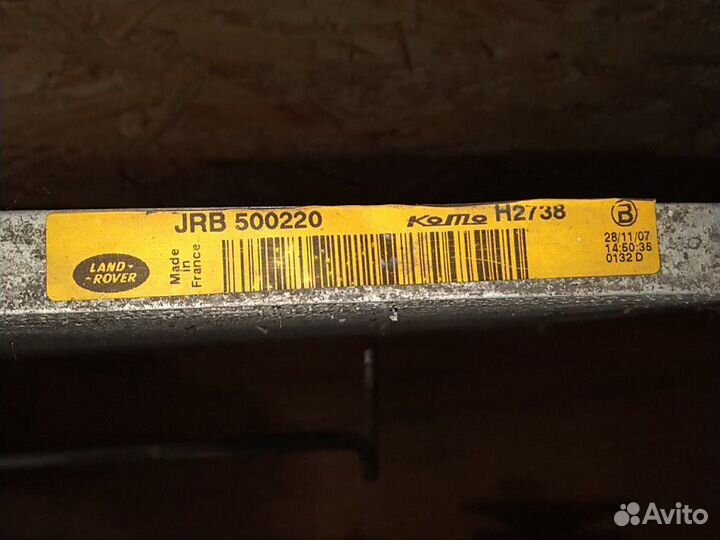 JRB 500220 KoMo H2738 B
LAND-
-ROVER
Made
in
France
28/11/07
14:50:35
0132 D
Avito